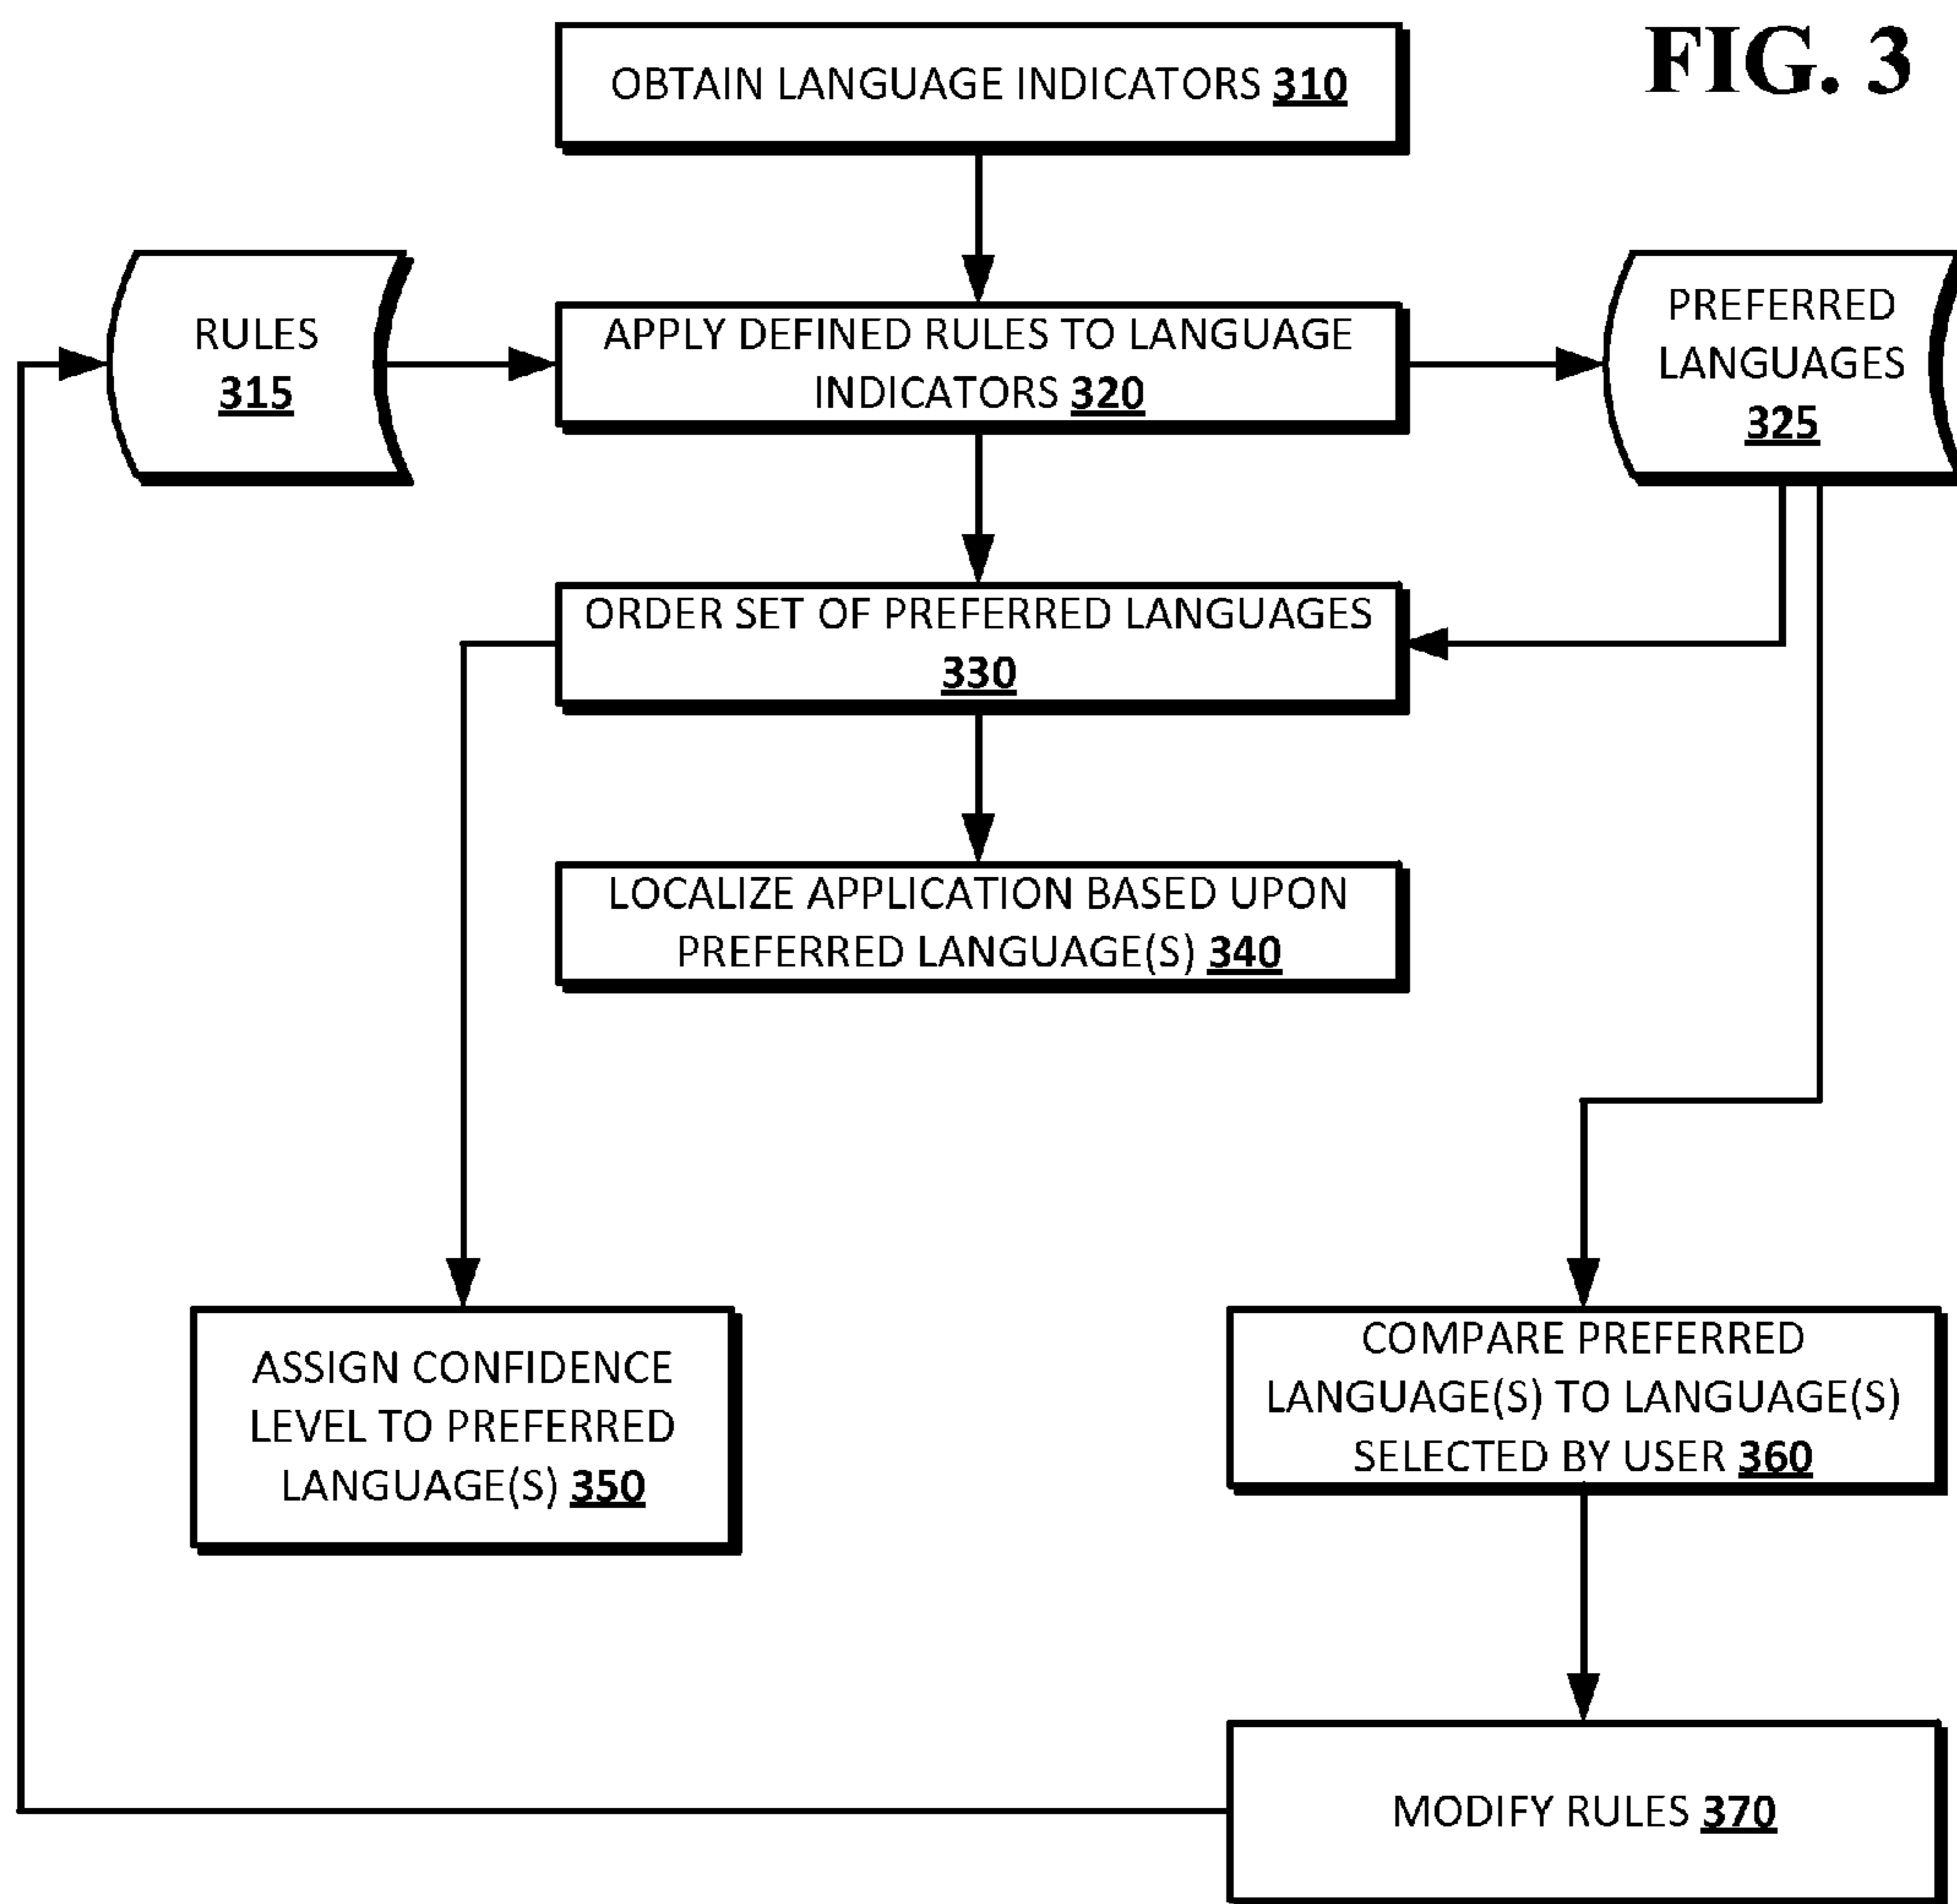 FIG. 3
OBTAIN LANGUAGE INDICATORS 310
RULES
315
APPLY DEFINED RULES TO LANGUAGE
INDICATORS 320
PREFERRED
LANGUAGES
325
ORDER SET OF PREFERRED LANGUAGES
330
LOCALIZE APPLICATION BASED UPON
PREFERRED LANGUAGE(S) 340
ASSIGN CONFIDENCE
LEVEL TO PREFERRED
LANGUAGE(S) 350
COMPARE PREFERRED
LANGUAGE(S) TO LANGUAGE(S)
SELECTED BY USER 360
MODIFY RULES 370